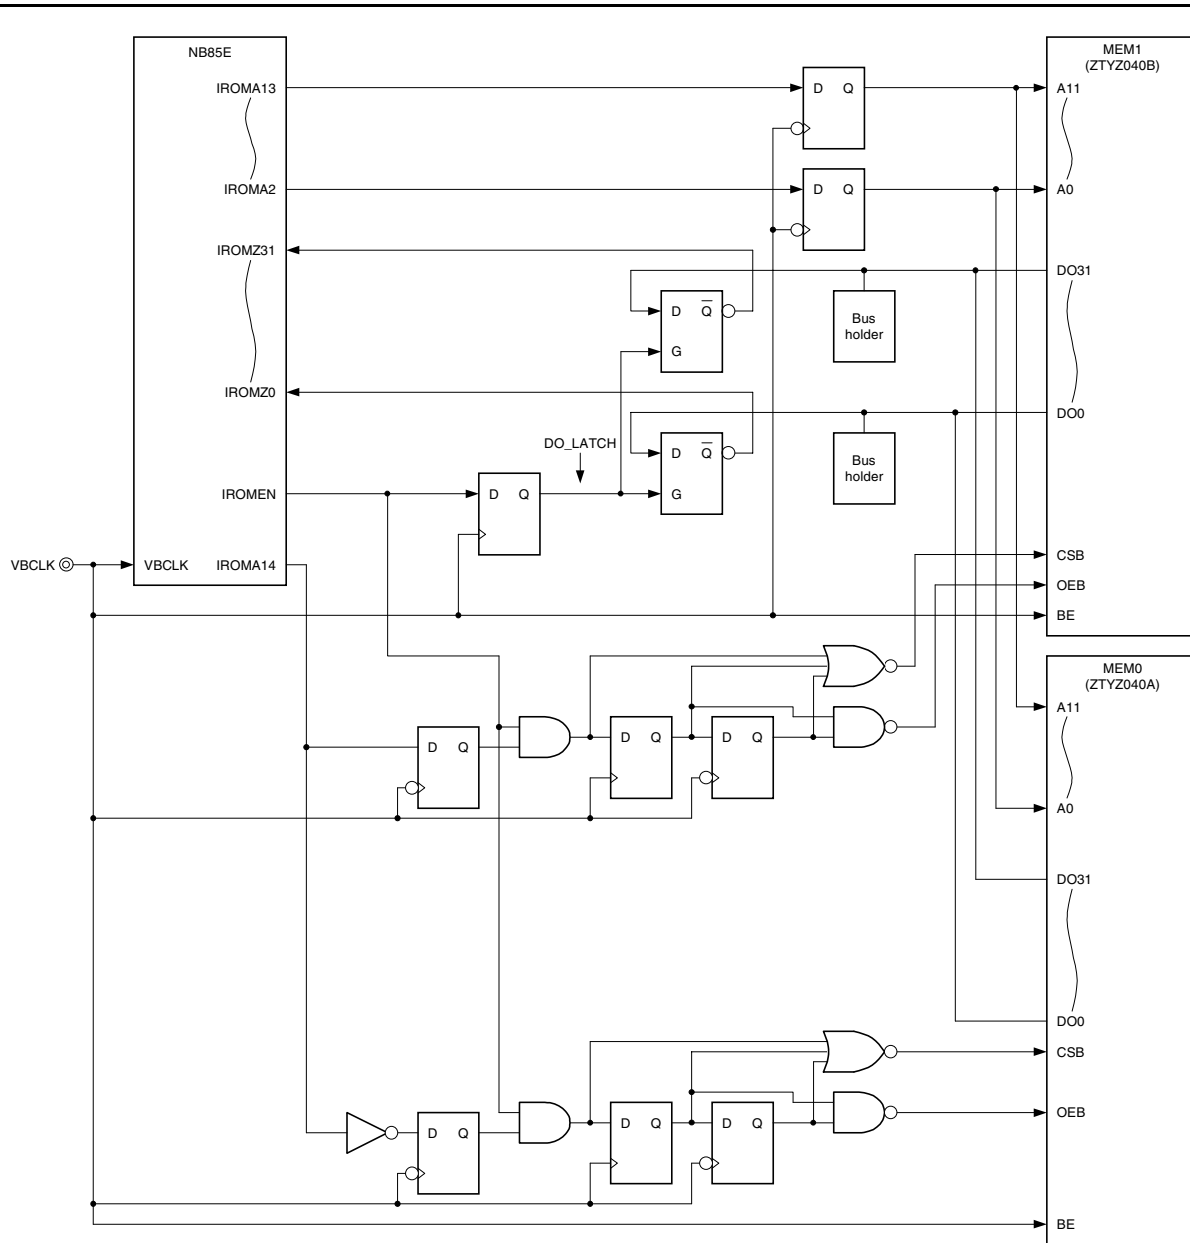 NB85E
MEM1
(ZTYZ040B)
IROMA13
D Q
A11
IROMA2
D Q
A0
IROMZ31
DO31
D Q
Bus
holder
G
IROMZ0
DO0
DO_LATCH
D Q
Bus
holder
IROMEN
D Q
G
CSB
VBCLK
VBCLK
IROMA14
OEB
BE
MEM0
(ZTYZ040A)
A11
D Q
D Q
D Q
A0
DO31
DO0
CSB
OEB
D Q
D Q
D Q
BE